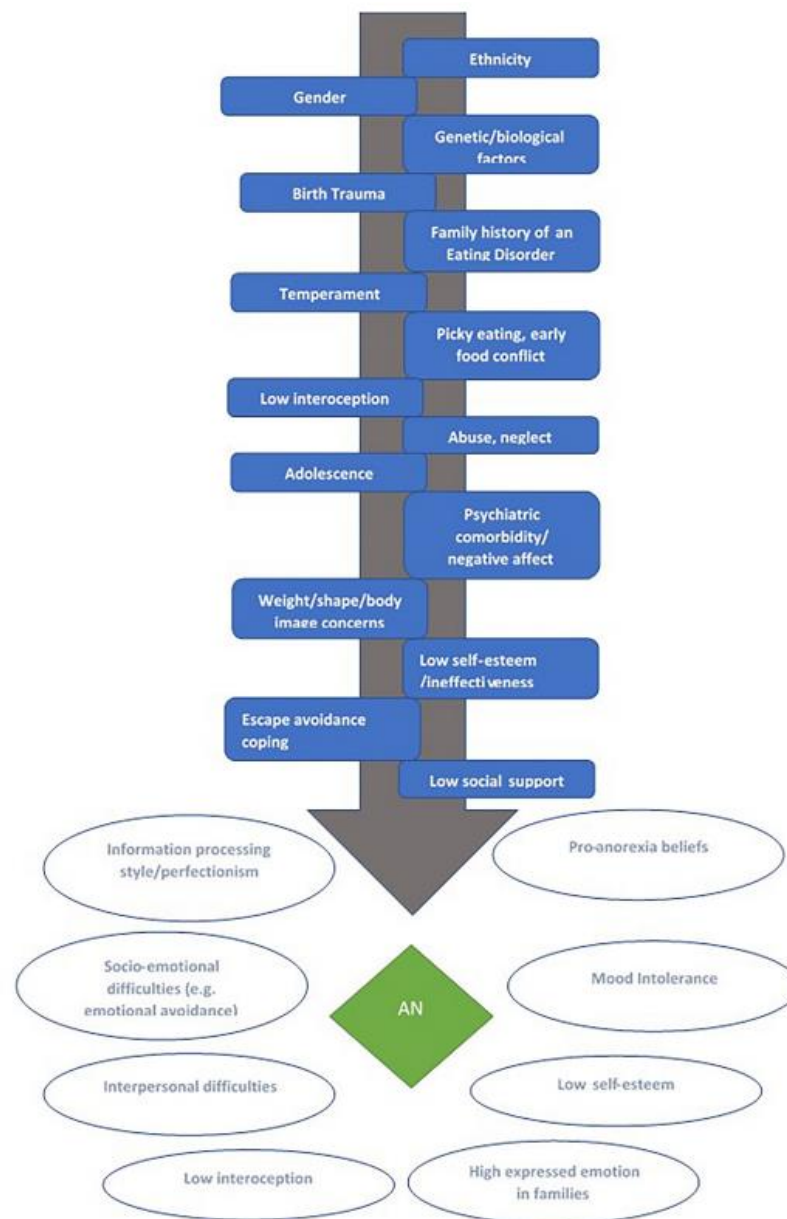 Ethnicity
Gender
Genetic/biological
factors
Birth Trauma
Family history of an
Eating Disorder
Temperament
Picky eating, early
food conflict
Low interoception
Abuse, neglect
Adolescence
Psychiatric
comorbidity/
negative affect
Weight/shape/body
image concerns
Low self-esteem
/ineffectiveness
Escape avoidance
coping
Low social support
Information processing
style/perfectionism
Pro-anorexia beliefs
Socio-emotional
difficulties (e.g.
emotional avoidance)
AN
Mood Intolerance
Interpersonal difficulties
Low self-esteem
Low interoception
High expressed emotion
in families